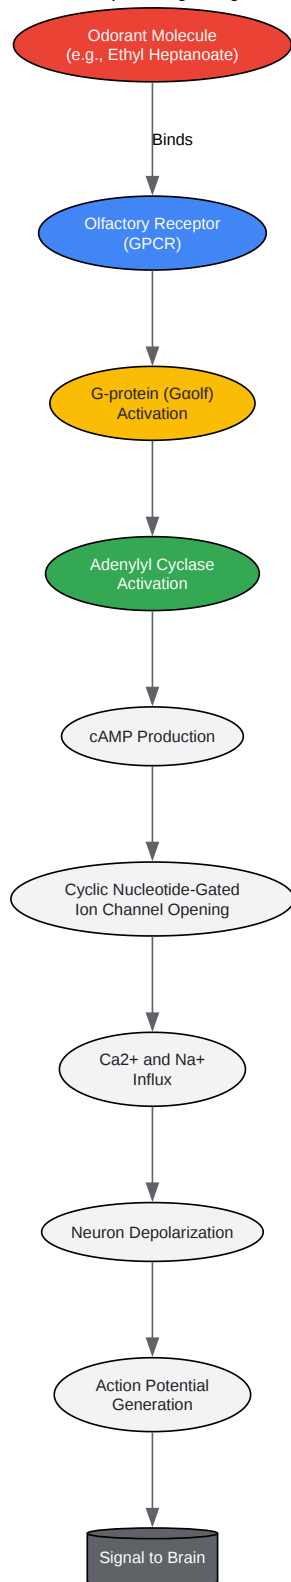 Odorant Molecule
(e.g., Ethyl Heptanoate)
Binds
Olfactory Receptor
(GPCR)
G-protein (Gαolf)
Activation
Adenylyl Cyclase
Activation
cAMP Production
Cyclic Nucleotide-Gated
Ion Channel Opening
Ca2+ and Na+
Influx
Neuron Depolarization
Action Potential
Generation
Signal to Brain